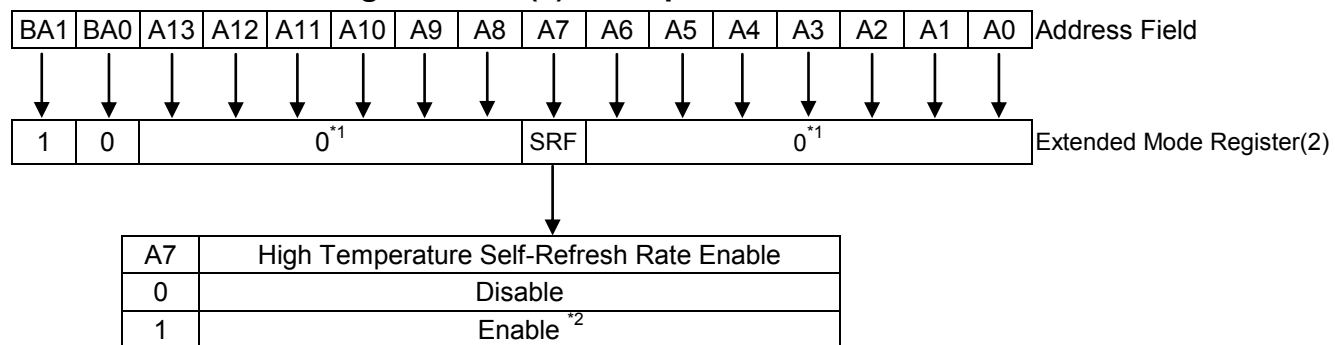 BA1 BA0 A13 A12 A11 A10 A9 A8 A7 A6 A5 A4 A3 A2 A1 A0 Address Field
1 0 0*1 SRF 0*1 Extended Mode Register(2)
A7 High Temperature Self-Refresh Rate Enable
0 Disable
1 Enable *2